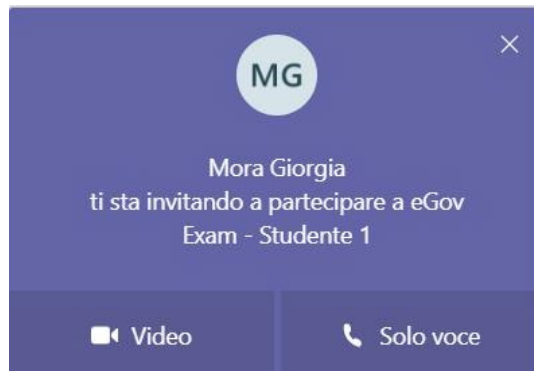 MG
Mora Giorgia
ti sta invitando a partecipare a eGov
Exam - Studente 1
Video
Solo voce